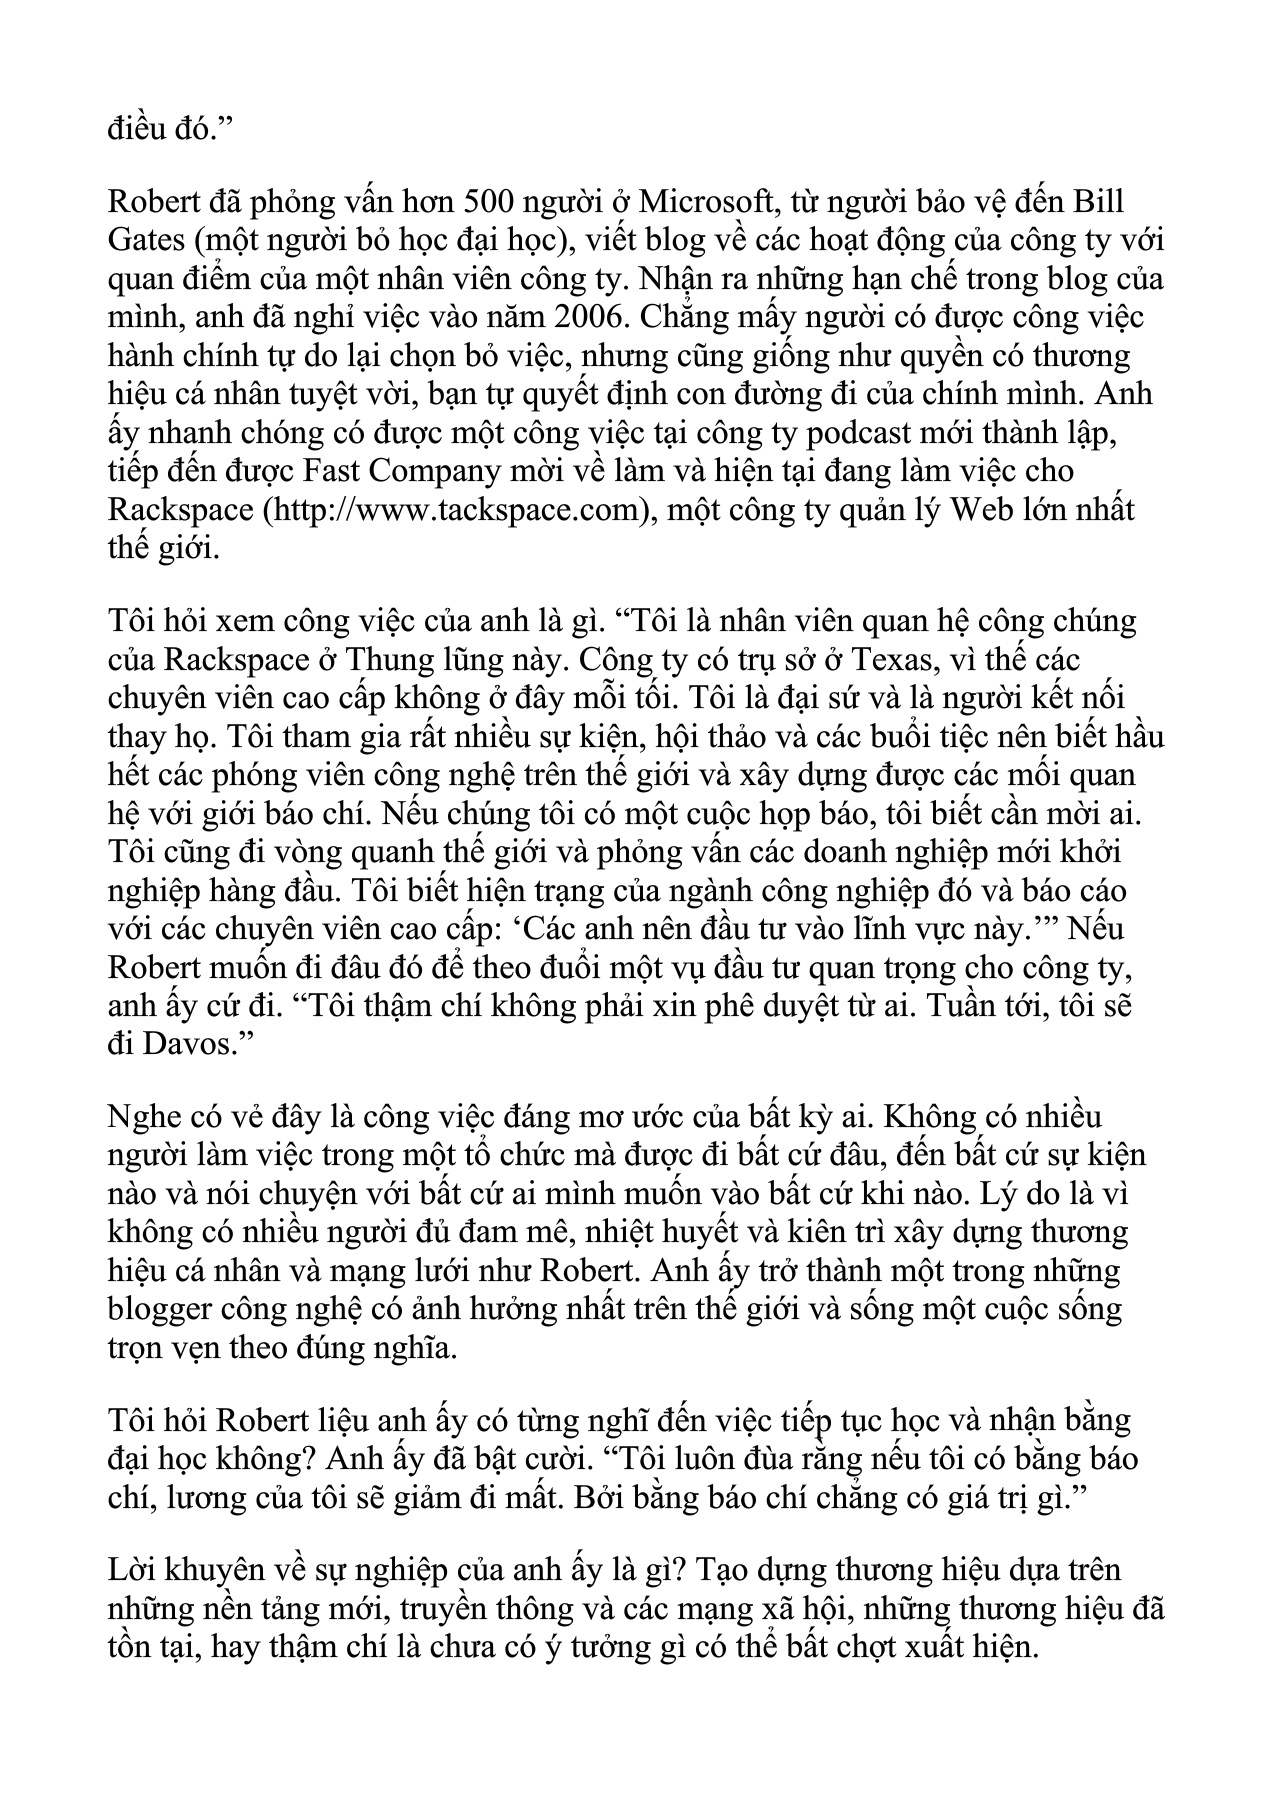 điều đó.”
Robert đã phỏng vấn hơn 500 người ở Microsoft, từ người bảo vệ đến Bill
Gates (một người bỏ học đại học), viết blog về các hoạt động của công ty với
quan điểm của một nhân viên công ty. Nhận ra những hạn chế trong blog của
mình, anh đã nghỉ việc vào năm 2006. Chẳng mấy người có được công việc
hành chính tự do lại chọn bỏ việc, nhưng cũng giống như quyền có thương
hiệu cá nhân tuyệt vời, bạn tự quyết định con đường đi của chính mình. Anh
ấy nhanh chóng có được một công việc tại công ty podcast mới thành lập,
tiếp đến được Fast Company mời về làm và hiện tại đang làm việc cho
Rackspace (http://www.tackspace.com), một công ty quản lý Web lớn nhất
thế giới.
Tôi hỏi xem công việc của anh là gì. “Tôi là nhân viên quan hệ công chúng
của Rackspace ở Thung lũng này. Công ty có trụ sở ở Texas, vì thế các
chuyên viên cao cấp không ở đây mỗi tối. Tôi là đại sứ và là người kết nối
thay họ. Tôi tham gia rất nhiều sự kiện, hội thảo và các buổi tiệc nên biết hầu
hết các phóng viên công nghệ trên thế giới và xây dựng được các mối quan
hệ với giới báo chí. Nếu chúng tôi có một cuộc họp báo, tôi biết cần mời ai.
Tôi cũng đi vòng quanh thế giới và phỏng vấn các doanh nghiệp mới khởi
nghiệp hàng đầu. Tôi biết hiện trạng của ngành công nghiệp đó và báo cáo
với các chuyên viên cao cấp: ‘Các anh nên đầu tư vào lĩnh vực này.’” Nếu
Robert muốn đi đâu đó để theo đuổi một vụ đầu tư quan trọng cho công ty,
anh ấy cứ đi. “Tôi thậm chí không phải xin phê duyệt từ ai. Tuần tới, tôi sẽ
đi Davos.”
Nghe có vẻ đây là công việc đáng mơ ước của bất kỳ ai. Không có nhiều
người làm việc trong một tổ chức mà được đi bất cứ đâu, đến bất cứ sự kiện
nào và nói chuyện với bất cứ ai mình muốn vào bất cứ khi nào. Lý do là vì
không có nhiều người đủ đam mê, nhiệt huyết và kiên trì xây dựng thương
hiệu cá nhân và mạng lưới như Robert. Anh ấy trở thành một trong những
blogger công nghệ có ảnh hưởng nhất trên thế giới và sống một cuộc sống
trọn vẹn theo đúng nghĩa.
Tôi hỏi Robert liệu anh ấy có từng nghĩ đến việc tiếp tục học và nhận bằng
đại học không? Anh ấy đã bật cười. “Tôi luôn đùa rằng nếu tôi có bằng báo
chí, lương của tôi sẽ giảm đi mất. Bởi bằng báo chí chẳng có giá trị gì.”
Lời khuyên về sự nghiệp của anh ấy là gì? Tạo dựng thương hiệu dựa trên
những nền tảng mới, truyền thông và các mạng xã hội, những thương hiệu đã
tồn tại, hay thậm chí là chưa có ý tưởng gì có thể bất chợt xuất hiện.